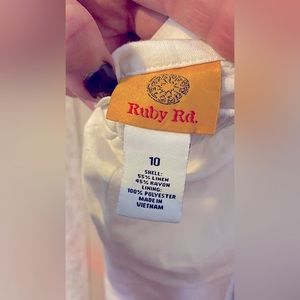 Ruby Rd.
10
SHELL:
55% LINEN
45% RAYON
LINING:
100% POLYESTER
MADE IN
VIETNAM